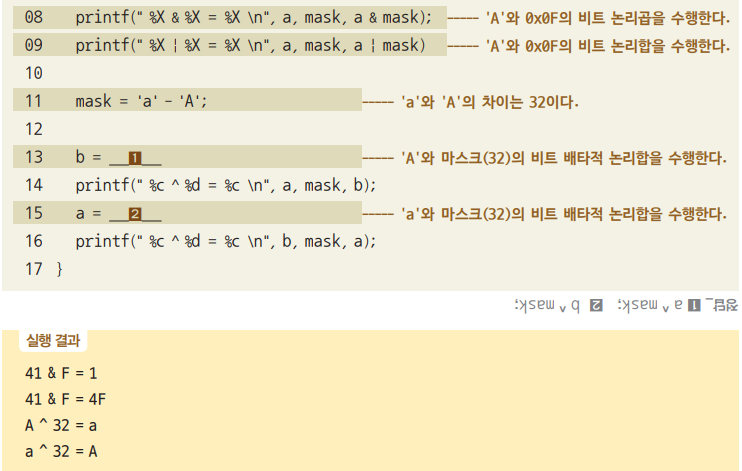 08 printf(" %X & %X = %X \n", a, mask, a & mask); ----- 'A'와 0x0F의 비트 논리곱을 수행한다.
09 printf(" %X ¦ %X = %X \n", a, mask, a ¦ mask) ----- 'A'와 0x0F의 비트 논리합을 수행한다.
10
11 mask = 'a' - 'A'; ----- 'a'와 'A'의 차이는 32이다.
12
13 b = __1__ ----- 'A'와 마스크(32)의 비트 배타적 논리합을 수행한다.
14 printf(" %c ^ %d = %c \n", a, mask, b);
15 a = __2__ ----- 'a'와 마스크(32)의 비트 배타적 논리합을 수행한다.
16 printf(" %c ^ %d = %c \n", b, mask, a);
17 }
정답_ 1 a ^ mask; 2 b ^ mask;
실행 결과
41 & F = 1
41 & F = 4F
A ^ 32 = a
a ^ 32 = A